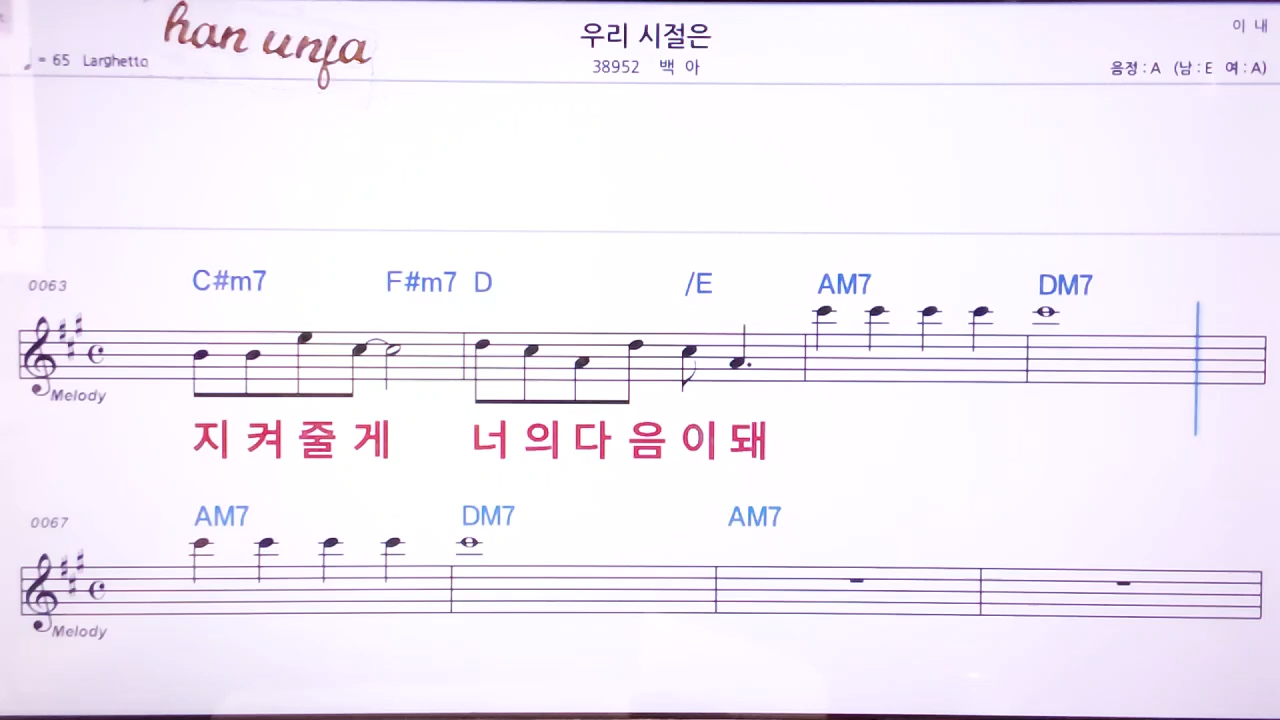 han unfa
우리 시절은
이 내
♩ = 65 Larghetto
38952 백 아
음정 : A (남 : E 여 : A)
0063
C#m7 F#m7 D /E AM7 DM7
Melody
지 켜 줄 게 너 의 다 음 이 돼
0067
AM7 DM7 AM7
Melody